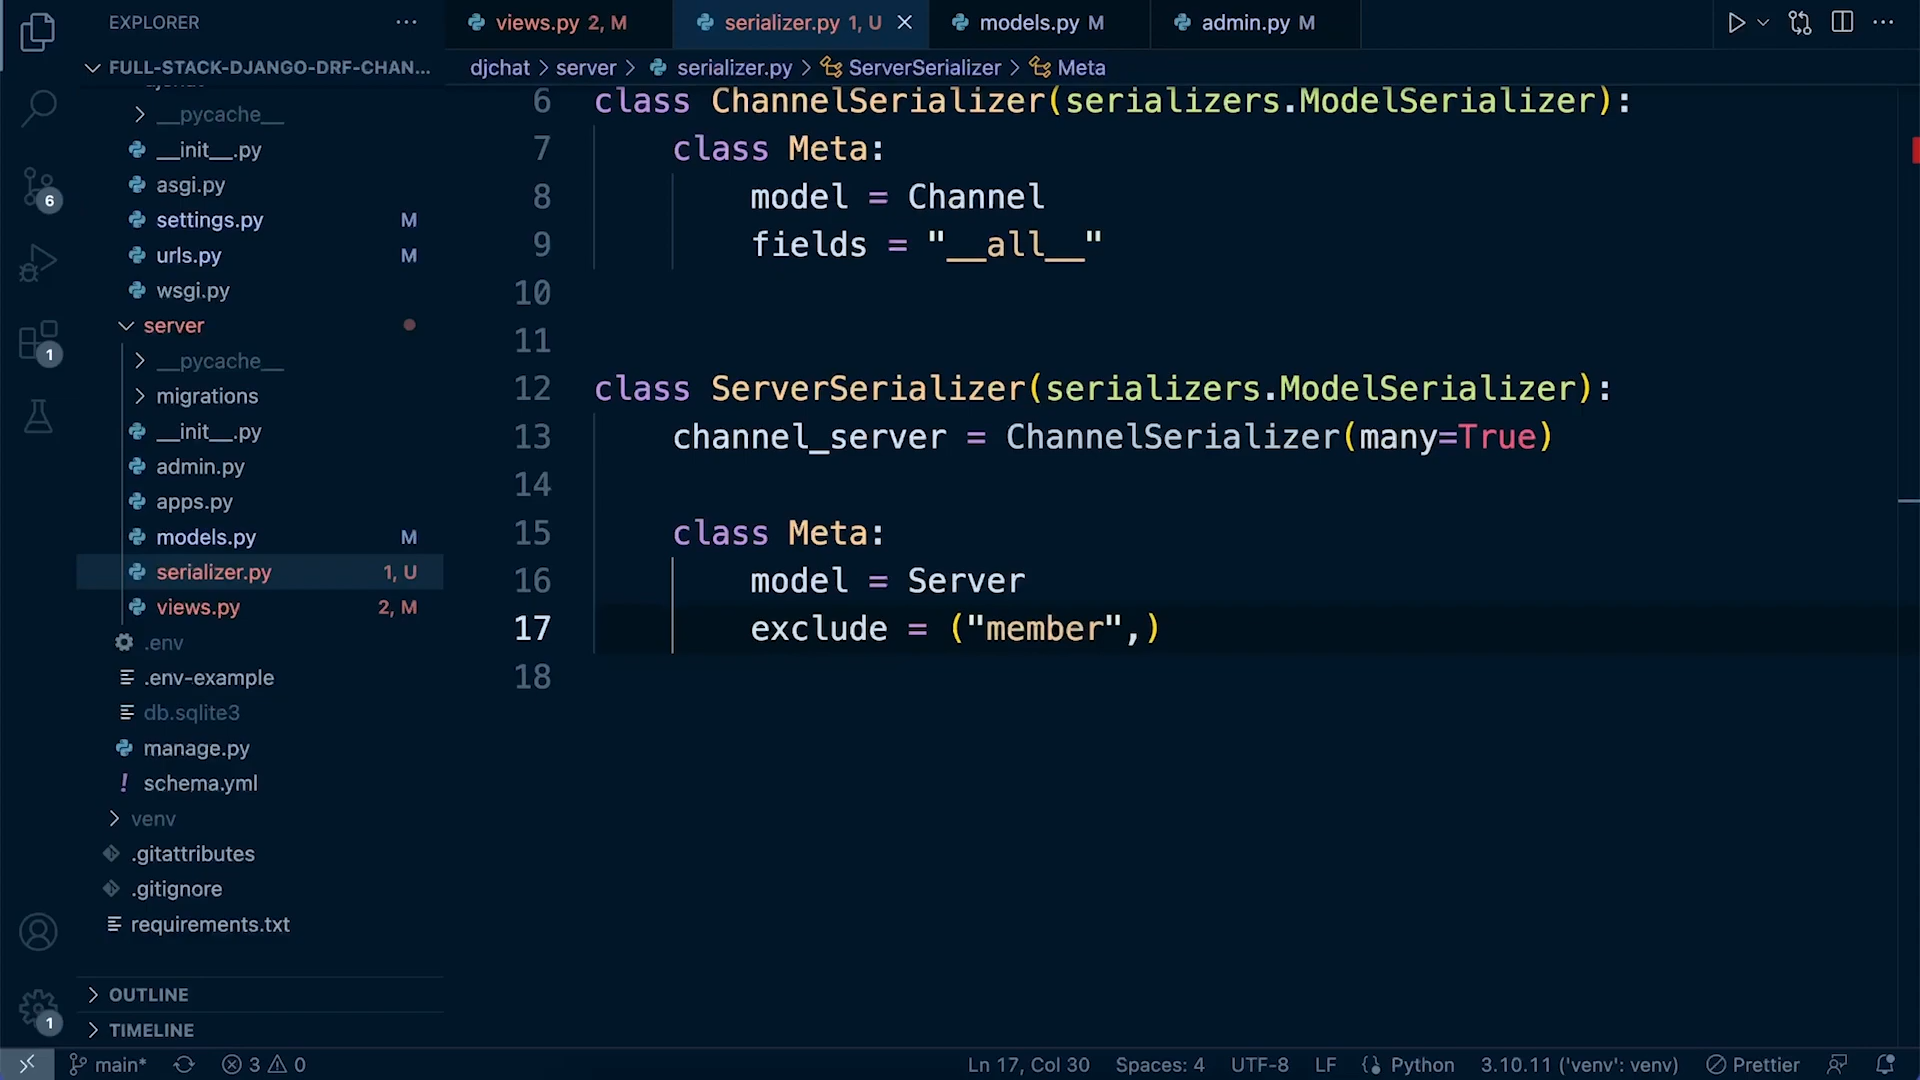 EXPLORER
views.py 2, M
serializer.py 1, U
models.py M
admin.py M
FULL-STACK-DJANGO-DRF-CHAN...
djchat > server > serializer.py > ServerSerializer > Meta
__pycache__
__init__.py
asgi.py
settings.py M
urls.py M
wsgi.py
server
__pycache__
migrations
__init__.py
admin.py
apps.py
models.py M
serializer.py 1, U
views.py 2, M
.env
.env-example
db.sqlite3
manage.py
schema.yml
venv
.gitattributes
.gitignore
requirements.txt
OUTLINE
TIMELINE
6
1
1
6 class ChannelSerializer(serializers.ModelSerializer):
7 class Meta:
8 model = Channel
9 fields = "__all__"
10
11
12 class ServerSerializer(serializers.ModelSerializer):
13 channel_server = ChannelSerializer(many=True)
14
15 class Meta:
16 model = Server
17 exclude = ("member",)
18
main* 3 0 Ln 17, Col 30 Spaces: 4 UTF-8 LF Python 3.10.11 ('venv': venv) Prettier